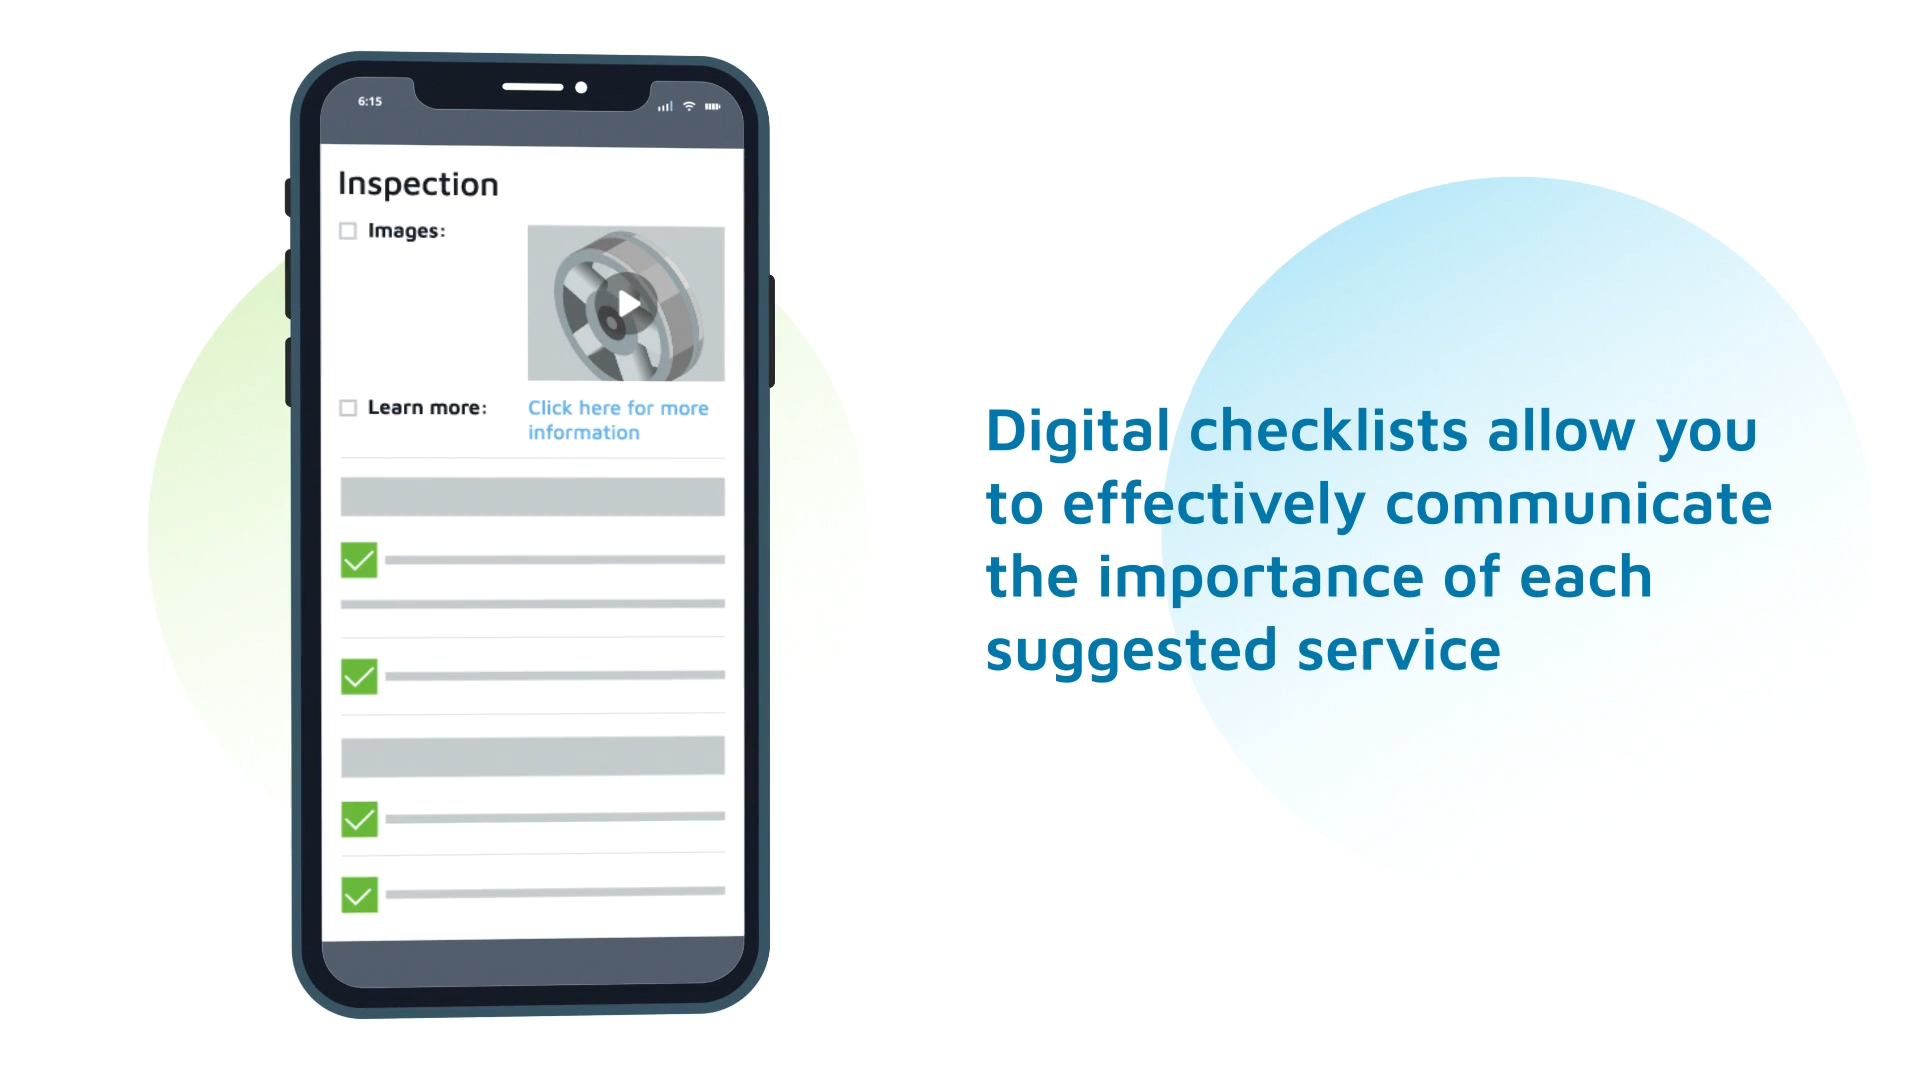 6:15
Inspection
Images:
Learn more:
Click here for more
information
Digital checklists allow you
to effectively communicate
the importance of each
suggested service